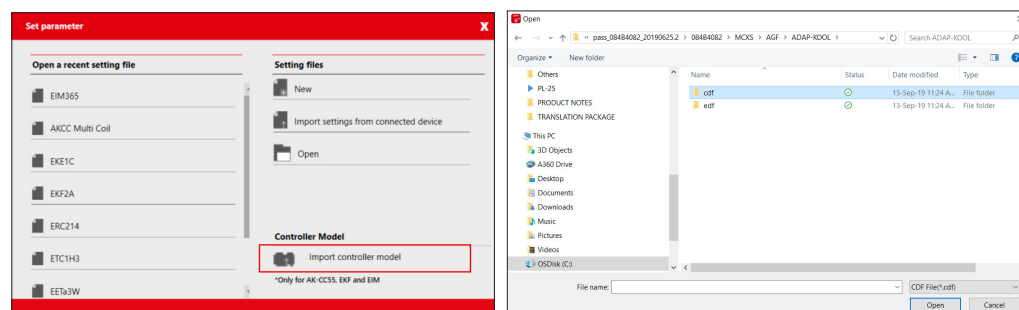 Set parameter
X
Open a recent setting file
EIM365
AKCC Multi Coil
EKE1C
EKF2A
ERC214
ETC1H3
EETa3W
Setting files
New
Import settings from connected device
Open
Controller Model
Import controller model
*Only for AK-CC55, EKF and EIM
Open
« pass_084B4082_20190625.2 > 084B4082 > MCXS > AGF > ADAP-KOOL >
Search ADAP-KOOL
Organize
New folder
Others
PL-25
PRODUCT NOTES
TRANSLATION PACKAGE
This PC
3D Objects
A360 Drive
Desktop
Documents
Downloads
Music
Pictures
Videos
OSDisk (C:)
Name Status Date modified Type
cdf 13-Sep-19 11:24 A... File folder
edf 13-Sep-19 11:24 A... File folder
File name:
CDF File(*.cdf)
Open Cancel